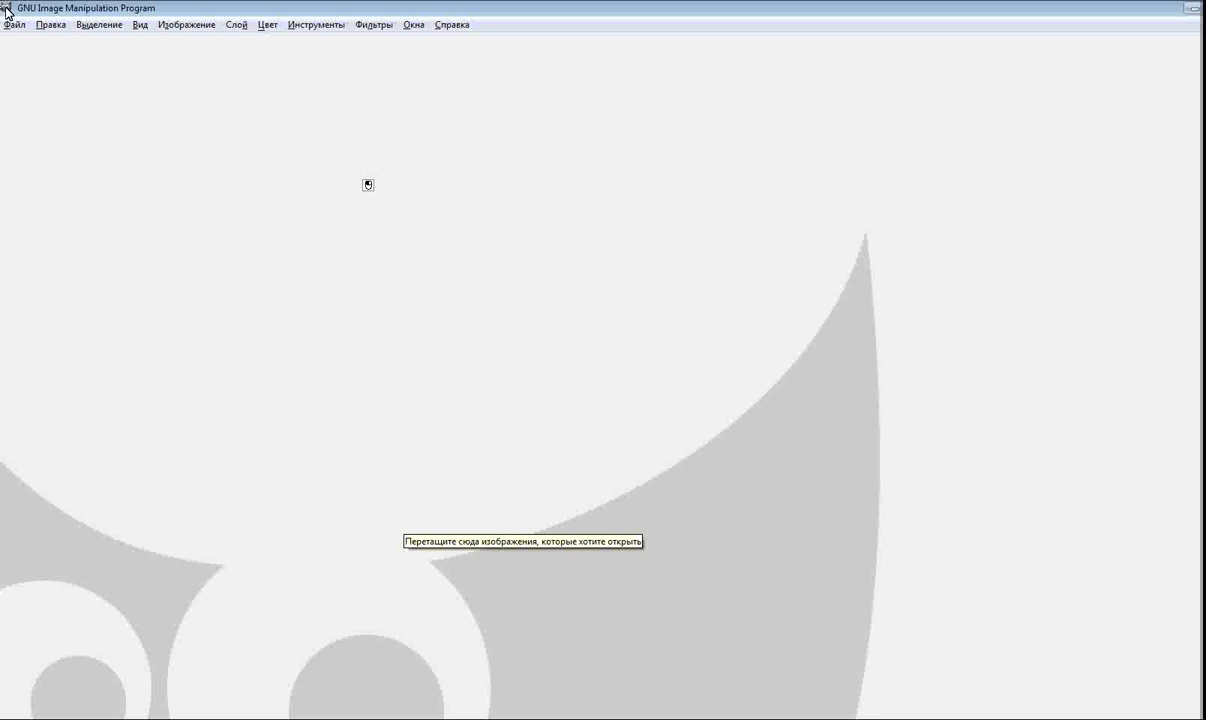 GNU Image Manipulation Program
Файл Правка Выделение Вид Изображение Слой Цвет Инструменты Фильтры Окна Справка
Перетащите сюда изображения, которые хотите открыть